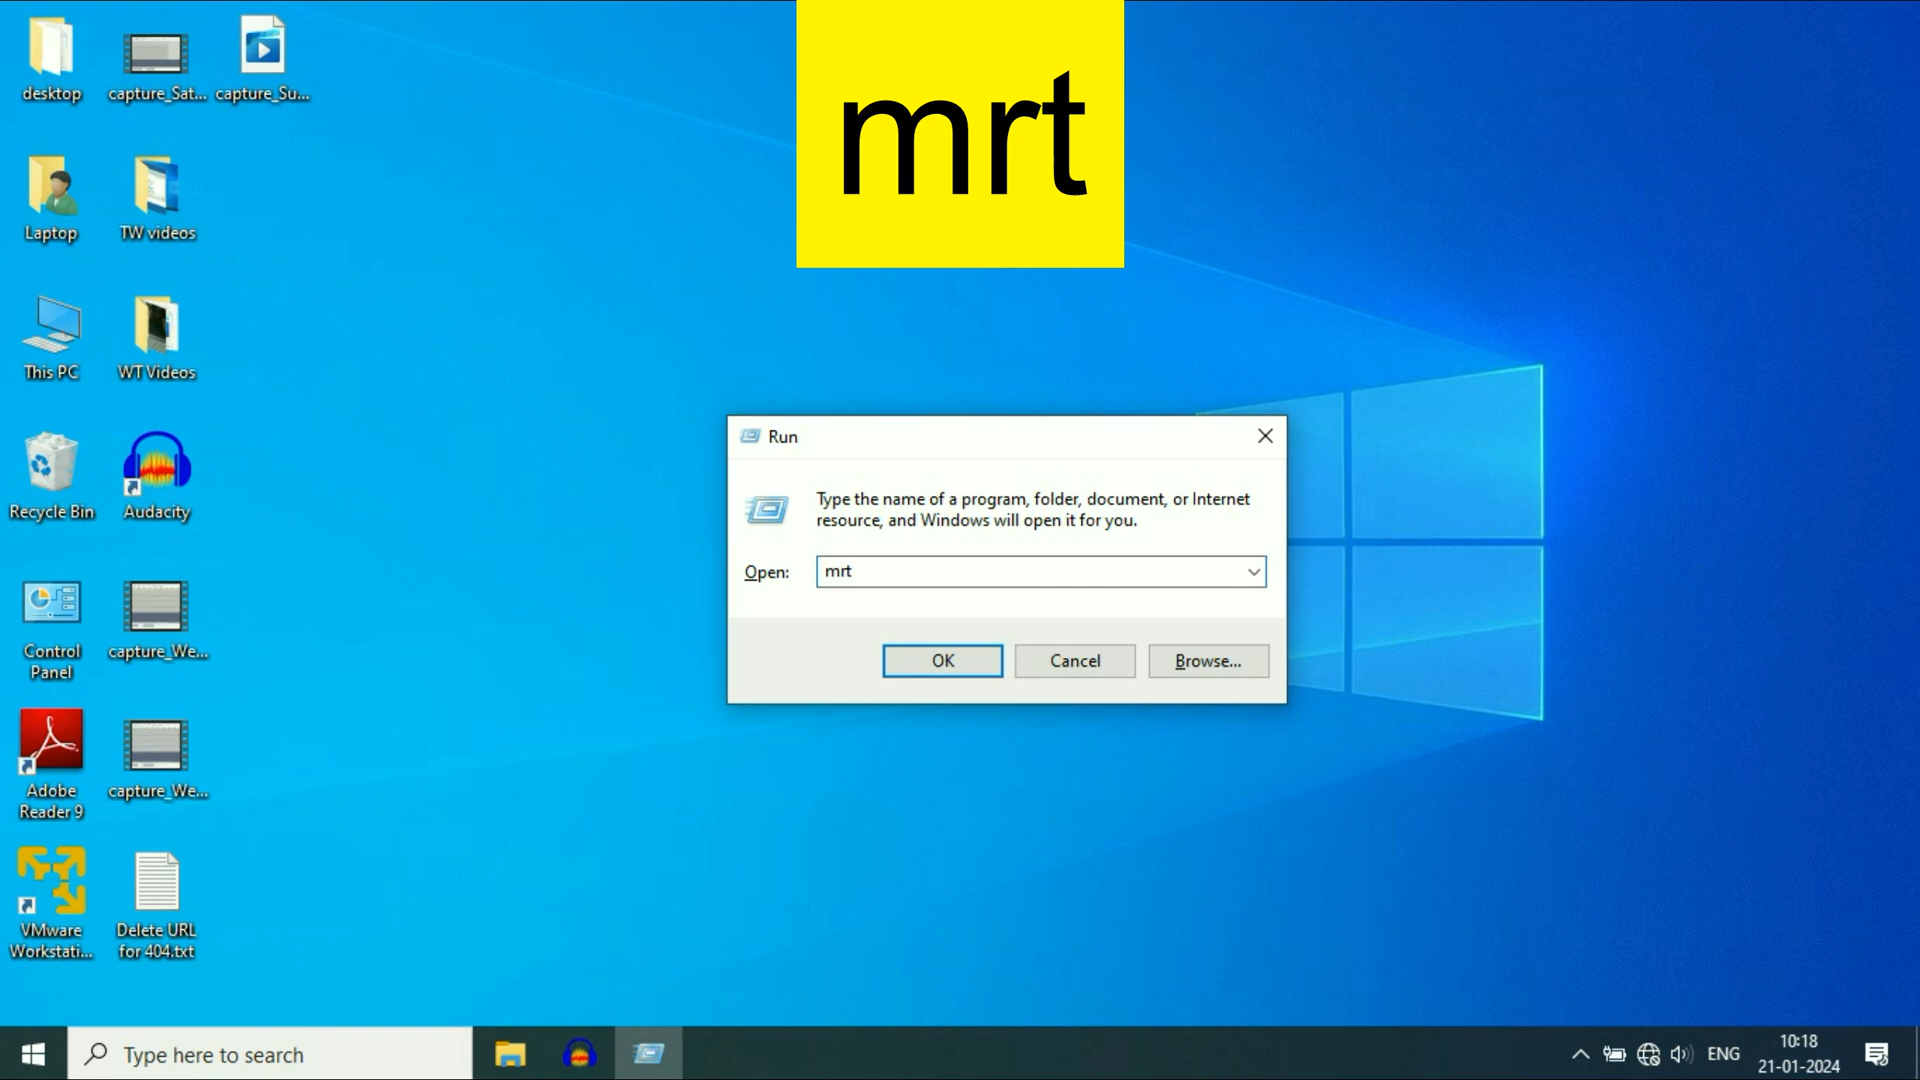 mrt
desktop
capture_Sat...
capture_Su...
Laptop
TW videos
This PC
WT Videos
Recycle Bin
Audacity
Control
Panel
capture_We...
Adobe
Reader 9
capture_We...
VMware
Workstati...
Delete URL
for 404.txt
Run
Type the name of a program, folder, document, or Internet
resource, and Windows will open it for you.
Open:
mrt
OK
Cancel
Browse...
Type here to search
ENG
10:18
21-01-2024